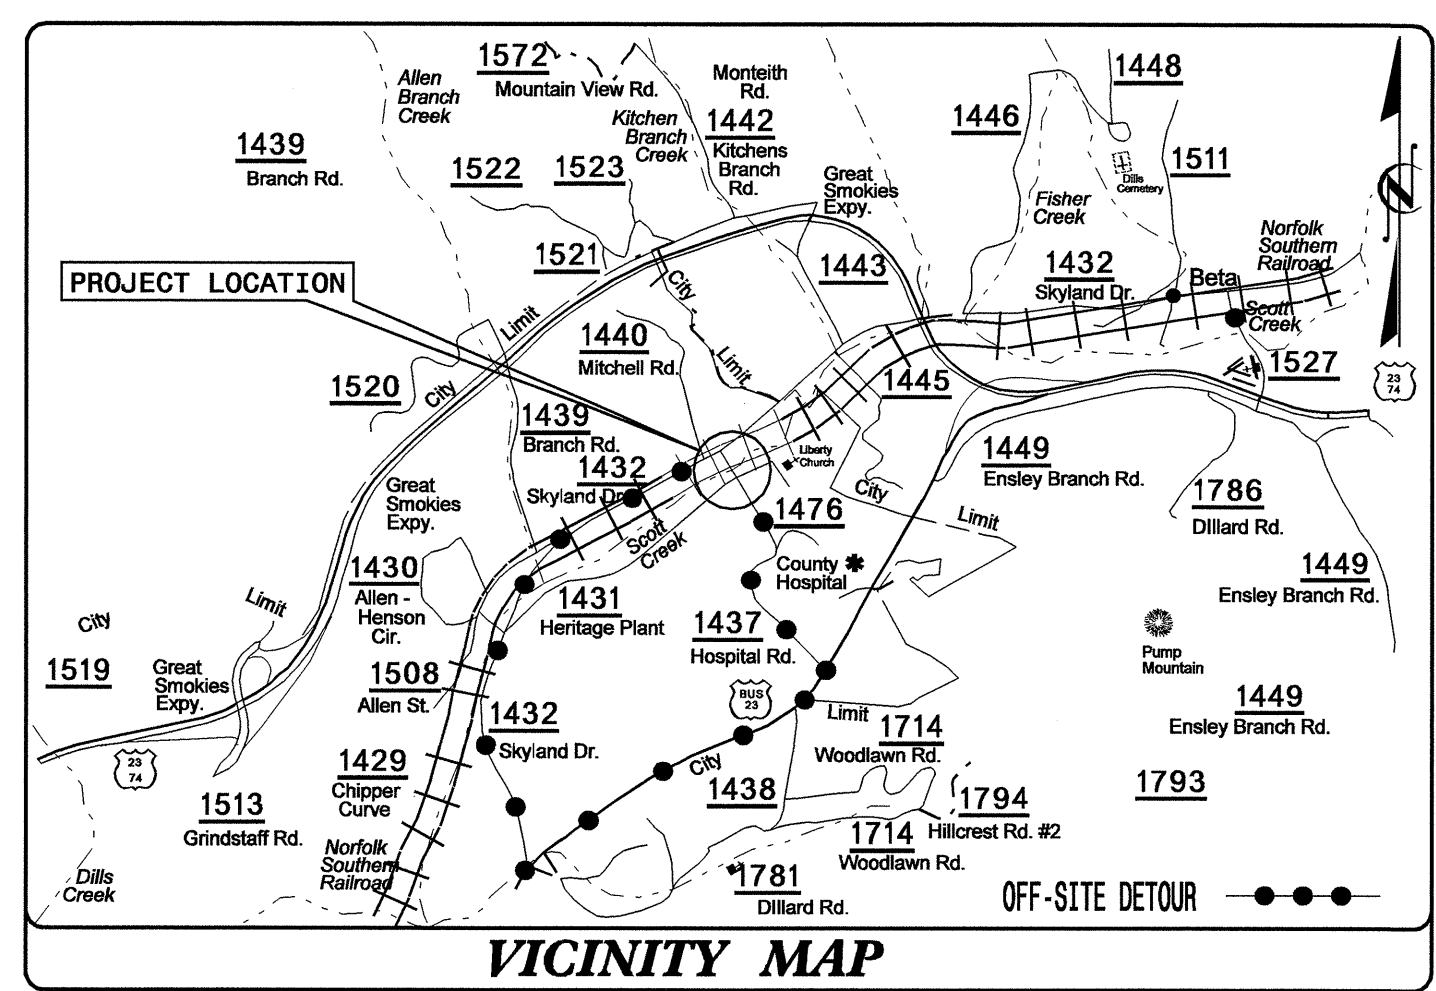 1572
Mountain View Rd.
Allen
Branch
Creek
Monteith
Rd.
1442
Kitchens
Branch
Rd.
Kitchen
Branch
Creek
1448
1446
1439
Branch Rd.
1522
1523
Great
Smokies
Expy.
1511
Dills
Cemetery
Fisher
Creek
N
Norfolk
Southern
Railroad
1521
1443
1432
Skyland Dr.
Beta
PROJECT LOCATION
City
Limit
Limit
Scott
Creek
1440
Mitchell Rd.
1527
23
74
1520
City
1445
1439
Branch Rd.
1432
Skyland Dr.
Liberty
Church
1449
Ensley Branch Rd.
Great
Smokies
Expy.
City
Limit
1476
1786
DIllard Rd.
Scott
Creek
1430
Allen -
Henson
Cir.
County
Hospital
1449
Ensley Branch Rd.
City
Limit
1431
Heritage Plant
1437
Hospital Rd.
Pump
Mountain
1519
Great
Smokies
Expy.
1508
Allen St.
BUS
23
Limit
1449
Ensley Branch Rd.
1432
Skyland Dr.
1714
Woodlawn Rd.
23
74
1429
Chipper
Curve
City
1438
1793
1513
Grindstaff Rd.
1794
Hillcrest Rd. #2
1714
Woodlawn Rd.
Norfolk
Southern
Railroad
Dills
Creek
1781
DIllard Rd.
OFF-SITE DETOUR
VICINITY MAP